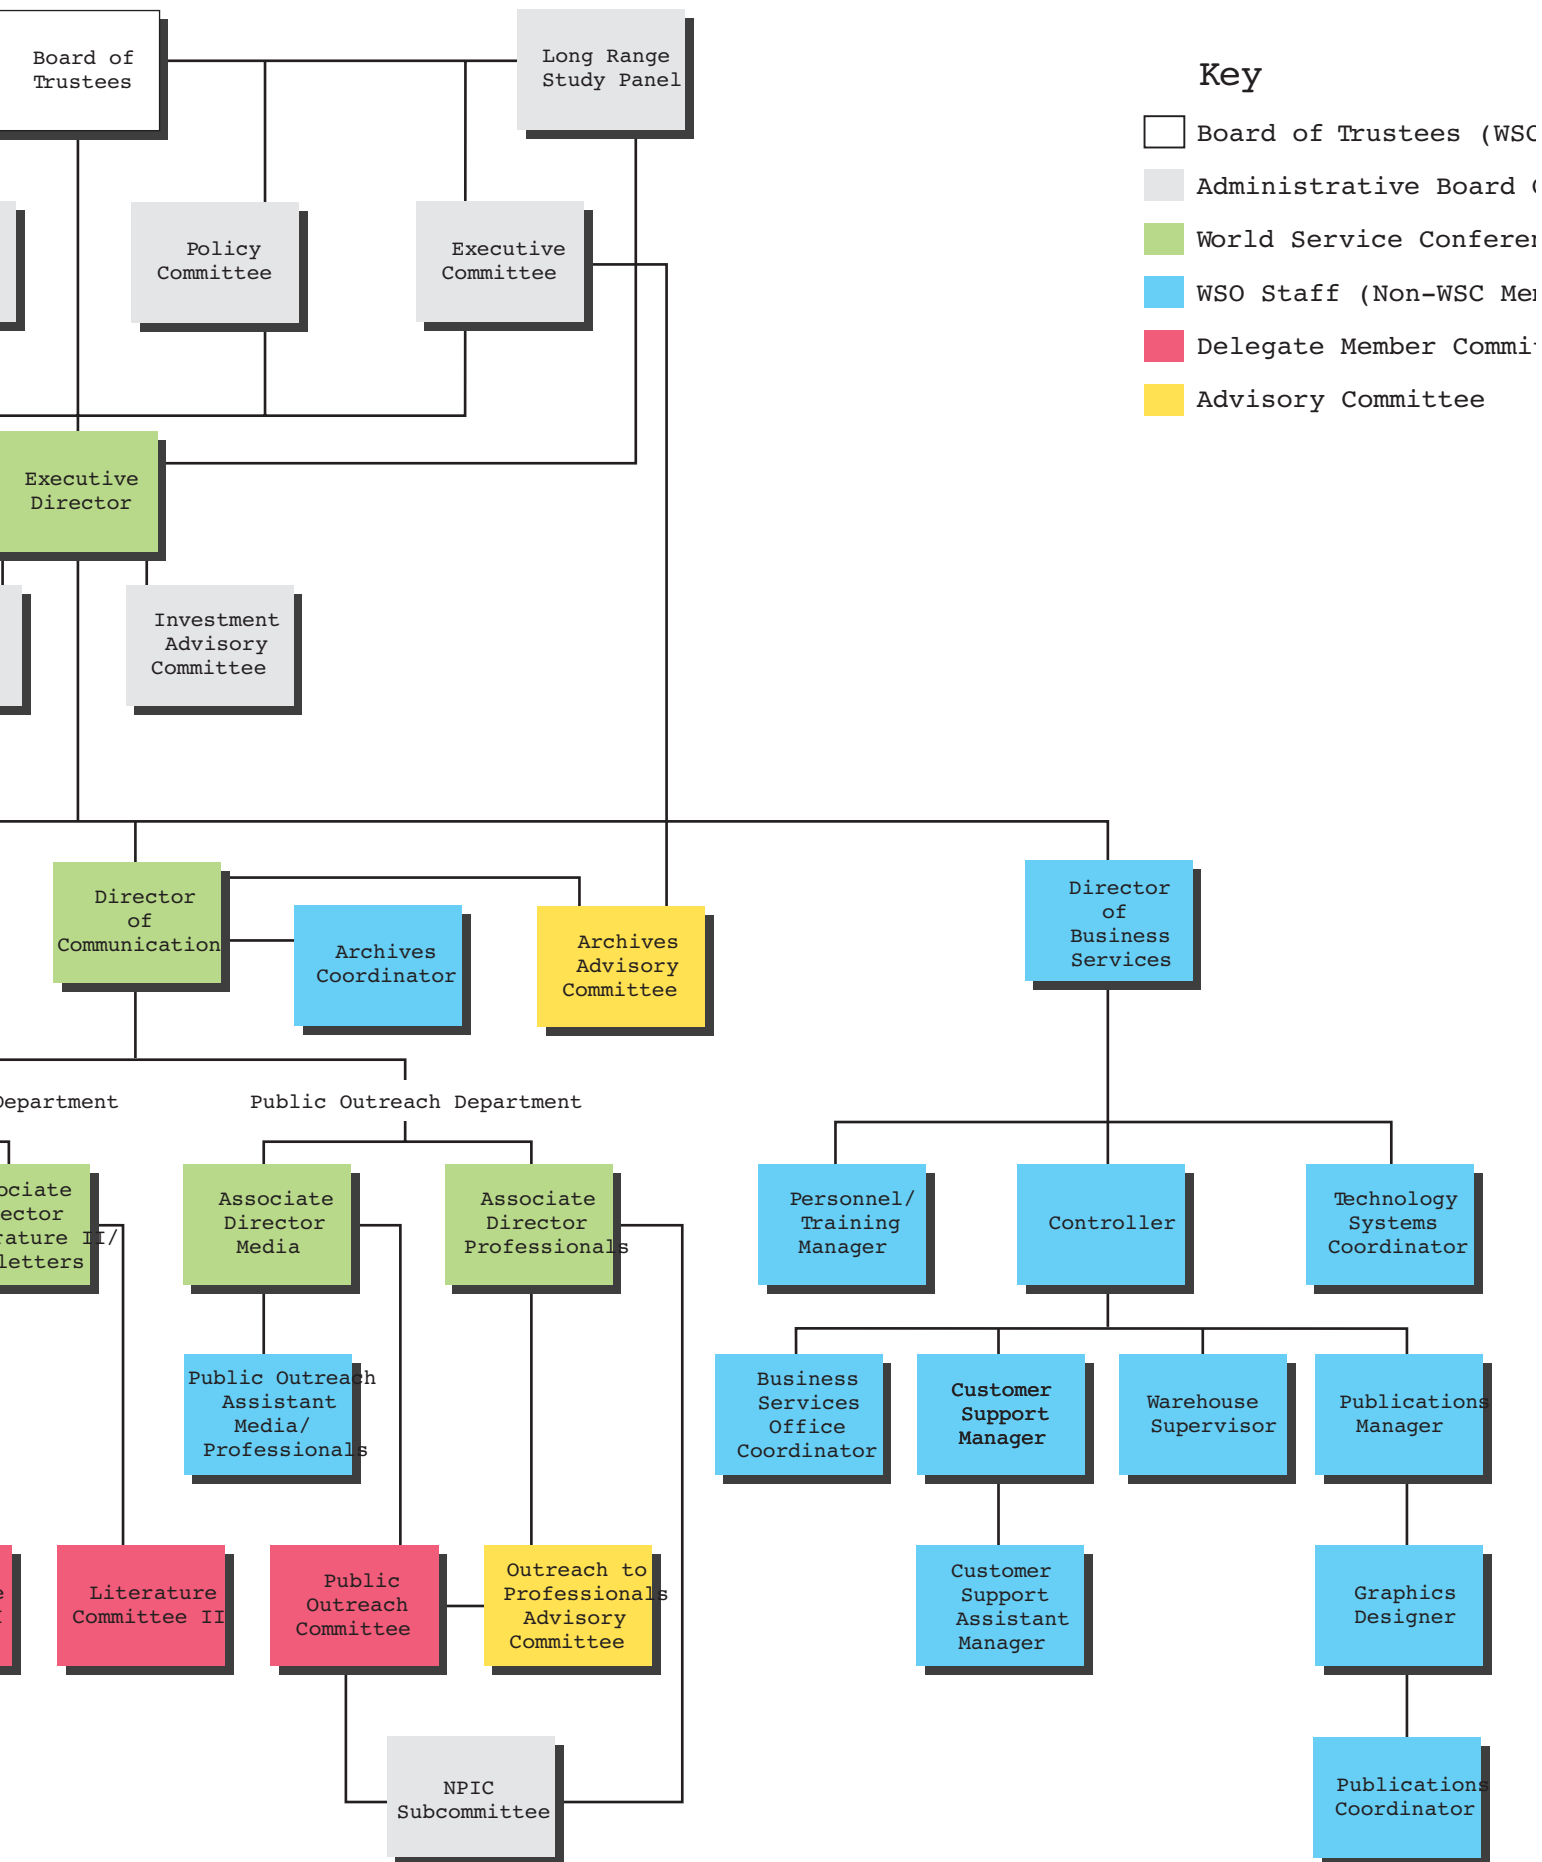 Board of
Trustees
Long Range
Study Panel
Key
Board of Trustees (WSC
Administrative Board
World Service
WSO Staff (Non-WSC
Delegate Member
Advisory Committee
Policy
Committee
Executive
Committee
Executive
Director
Investment
Advisory
Committee
Director
of
Communication
Archives
Coordinator
Archives
Advisory
Committee
Director
of
Business
Services
Department
Public Outreach Department
II/
Associate
Director
Media
Associate
Director
Professionals
Personnel/
Training
Manager
Controller
Technology
Systems
Coordinator
Public Outreach
Assistant
Media/
Professionals
Business
Services
Office
Coordinator
Customer
Support
Manager
Warehouse
Supervisor
Publications
Manager
Literature
Committee II
Public
Outreach
Committee
Outreach to
Professionals
Advisory
Committee
Customer
Support
Assistant
Manager
Graphics
Designer
NPIC
Subcommittee
Publications
Coordinator